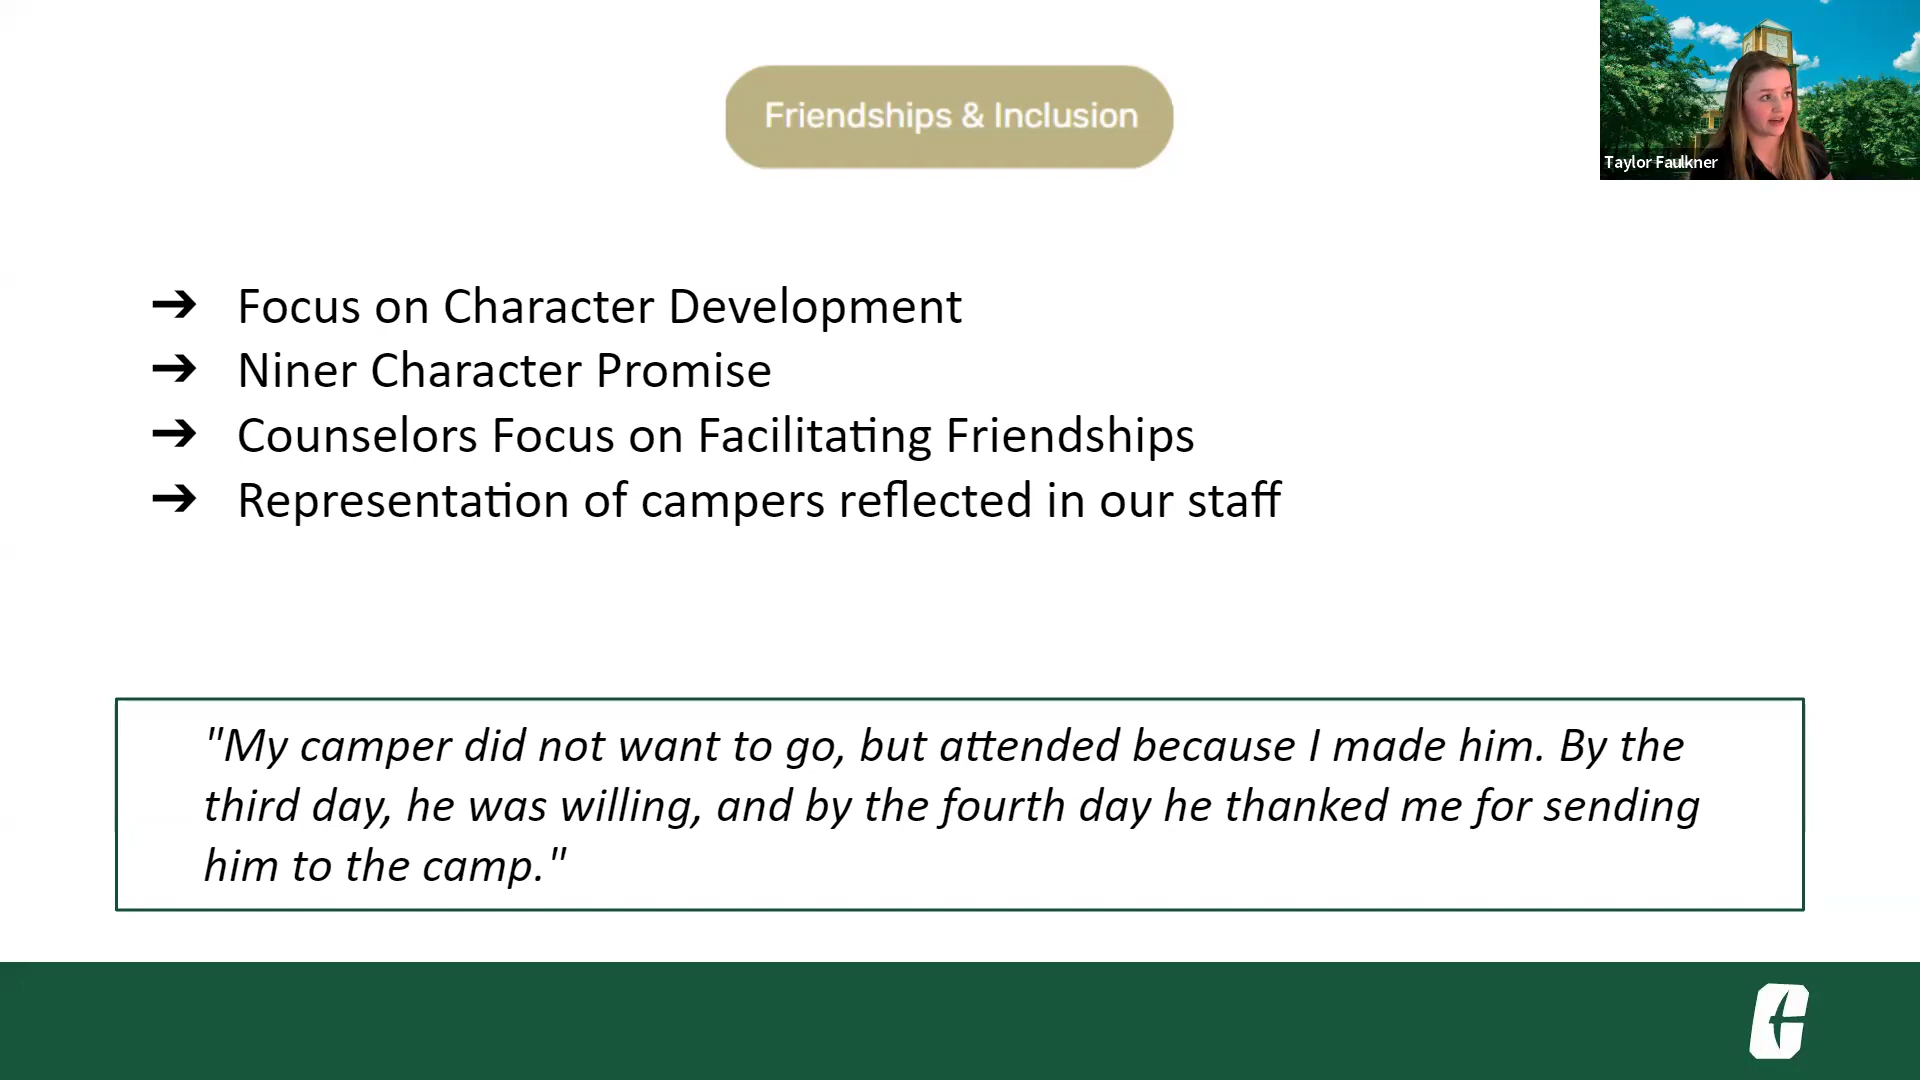 Friendships & Inclusion
Taylor Faulkner
➔ Focus on Character Development
➔ Niner Character Promise
➔ Counselors Focus on Facilitating Friendships
➔ Representation of campers reflected in our staff
"My camper did not want to go, but attended because I made him. By the
third day, he was willing, and by the fourth day he thanked me for sending
him to the camp."